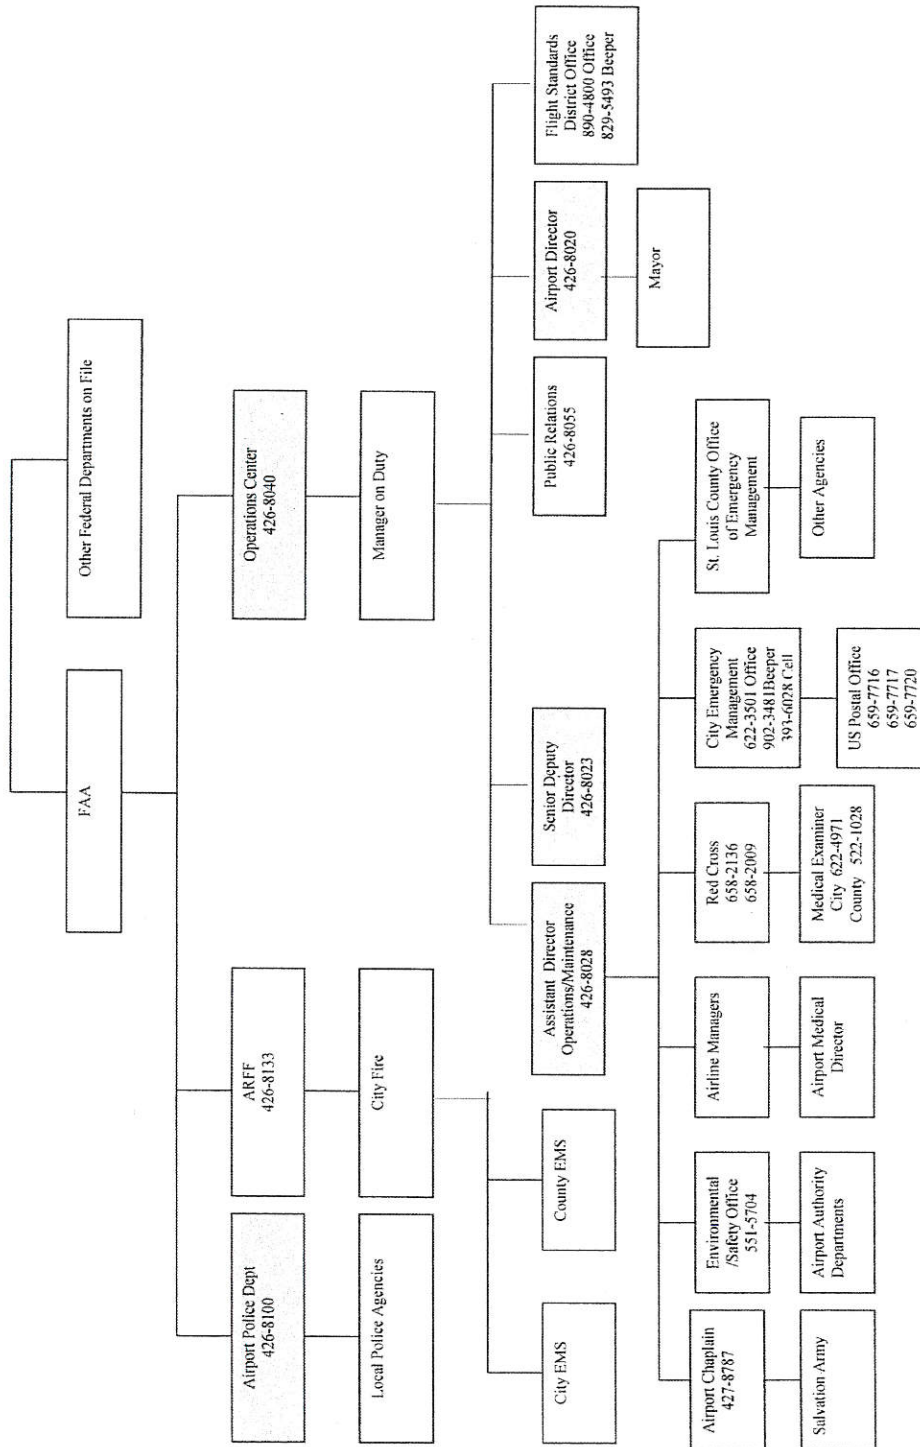 Other Federal Departments on File
FAA
Airport Police Dept
426-8100
ARFF
426-8133
Operations Center
426-8040
Local Police Agencies
City Fire
Manager on Duty
City EMS
County EMS
Assistant Director
Operations/Maintenance
426-8028
Senior Deputy
Director
426-8023
Public Relations
426-8055
Airport Director
426-8020
Flight Standards
District Office
890-4800 Office
829-5493 Beeper
Mayor
Airport Chaplain
427-8787
Environmental
/Safety Office
551-5704
Airline Managers
Red Cross
658-2136
658-2009
City Emergency
Management
622-3501 Office
902-3481Beeper
393-6028 Cell
St. Louis County Office
of Emergency
Management
Salvation Army
Airport Authority
Departments
Airport Medical
Director
Medical Examiner
City 622-4971
County 522-1028
US Postal Office
659-7716
659-7717
659-7720
Other Agencies